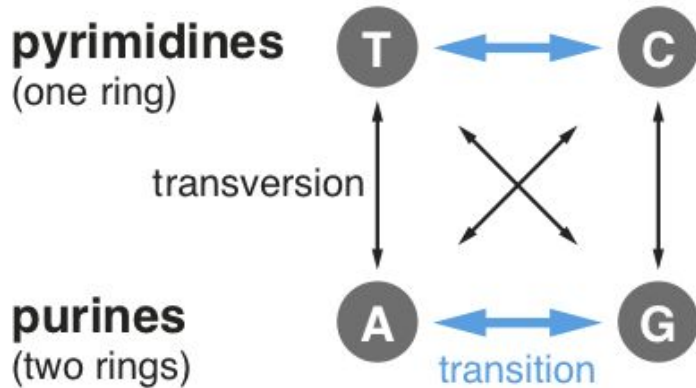 pyrimidines
(one ring)
T
C
transversion
purines
(two rings)
A
G
transition